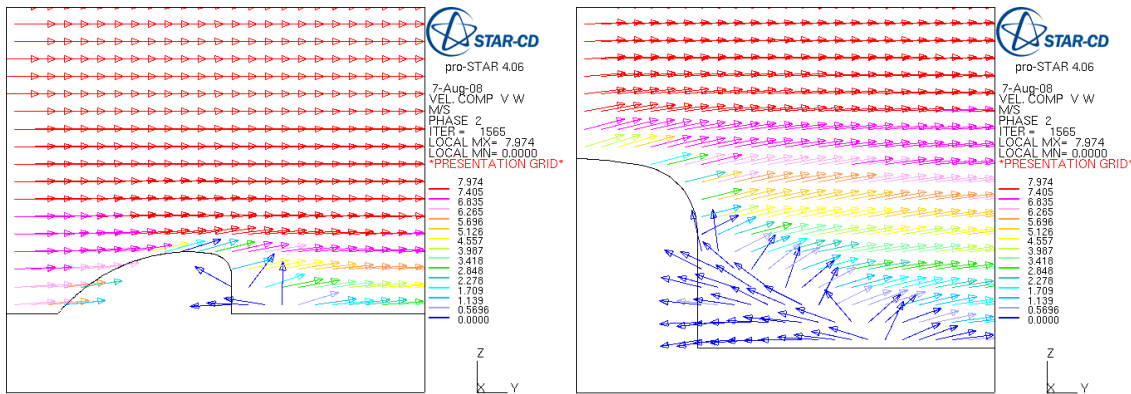 STAR-CD
pro-STAR 4.06
7-Aug-08
VEL. COMP V W
M/S
PHASE 2
ITER = 1565
LOCAL MX= 7.974
LOCAL MN= 0.0000
*PRESENTATION GRID*
7.974
7.405
6.835
6.265
5.696
5.126
4.557
3.987
3.418
2.848
2.278
1.709
1.139
0.5696
0.0000
Z
X Y
STAR-CD
pro-STAR 4.06
7-Aug-08
VEL. COMP V W
M/S
PHASE 2
ITER = 1565
LOCAL MX= 7.974
LOCAL MN= 0.0000
*PRESENTATION GRID*
7.974
7.405
6.835
6.265
5.696
5.126
4.557
3.987
3.418
2.848
2.278
1.709
1.139
0.5696
0.0000
Z
X Y